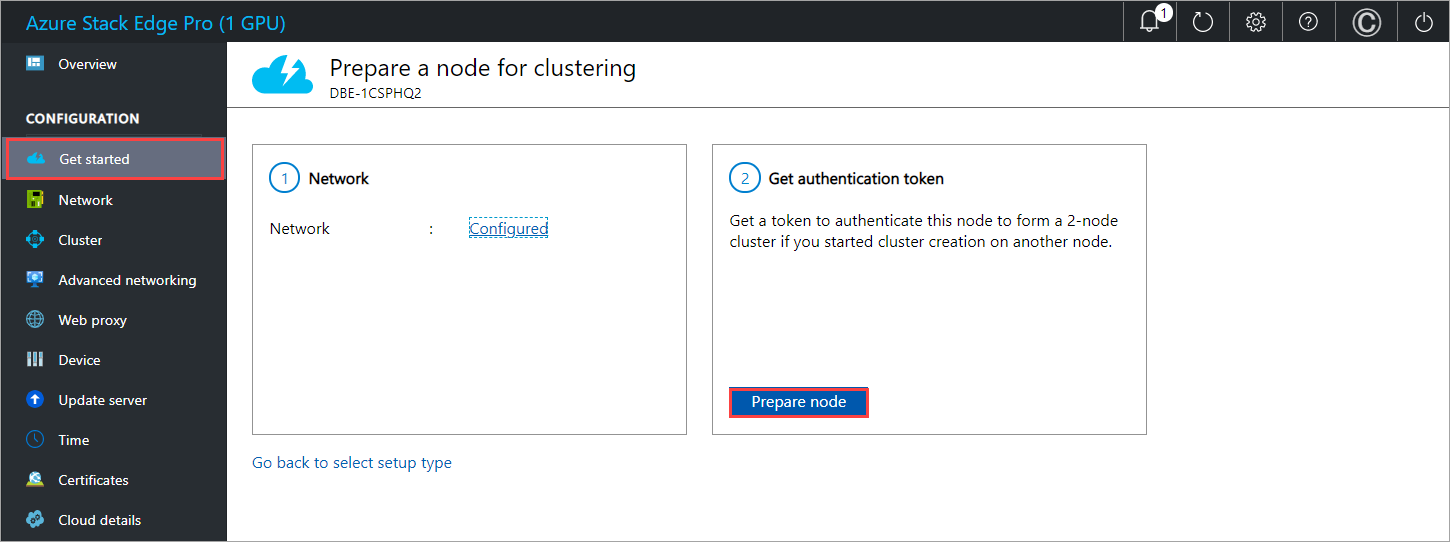 Azure Stack Edge Pro (1 GPU)
1
Overview
CONFIGURATION
Get started
Network
Cluster
Advanced networking
Web proxy
Device
Update server
Time
Certificates
Cloud details
Prepare a node for clustering
DBE-1CSPHQ2
1 Network
Network : Configured
2 Get authentication token
Get a token to authenticate this node to form a 2-node
cluster if you started cluster creation on another node.
Prepare node
Go back to select setup type